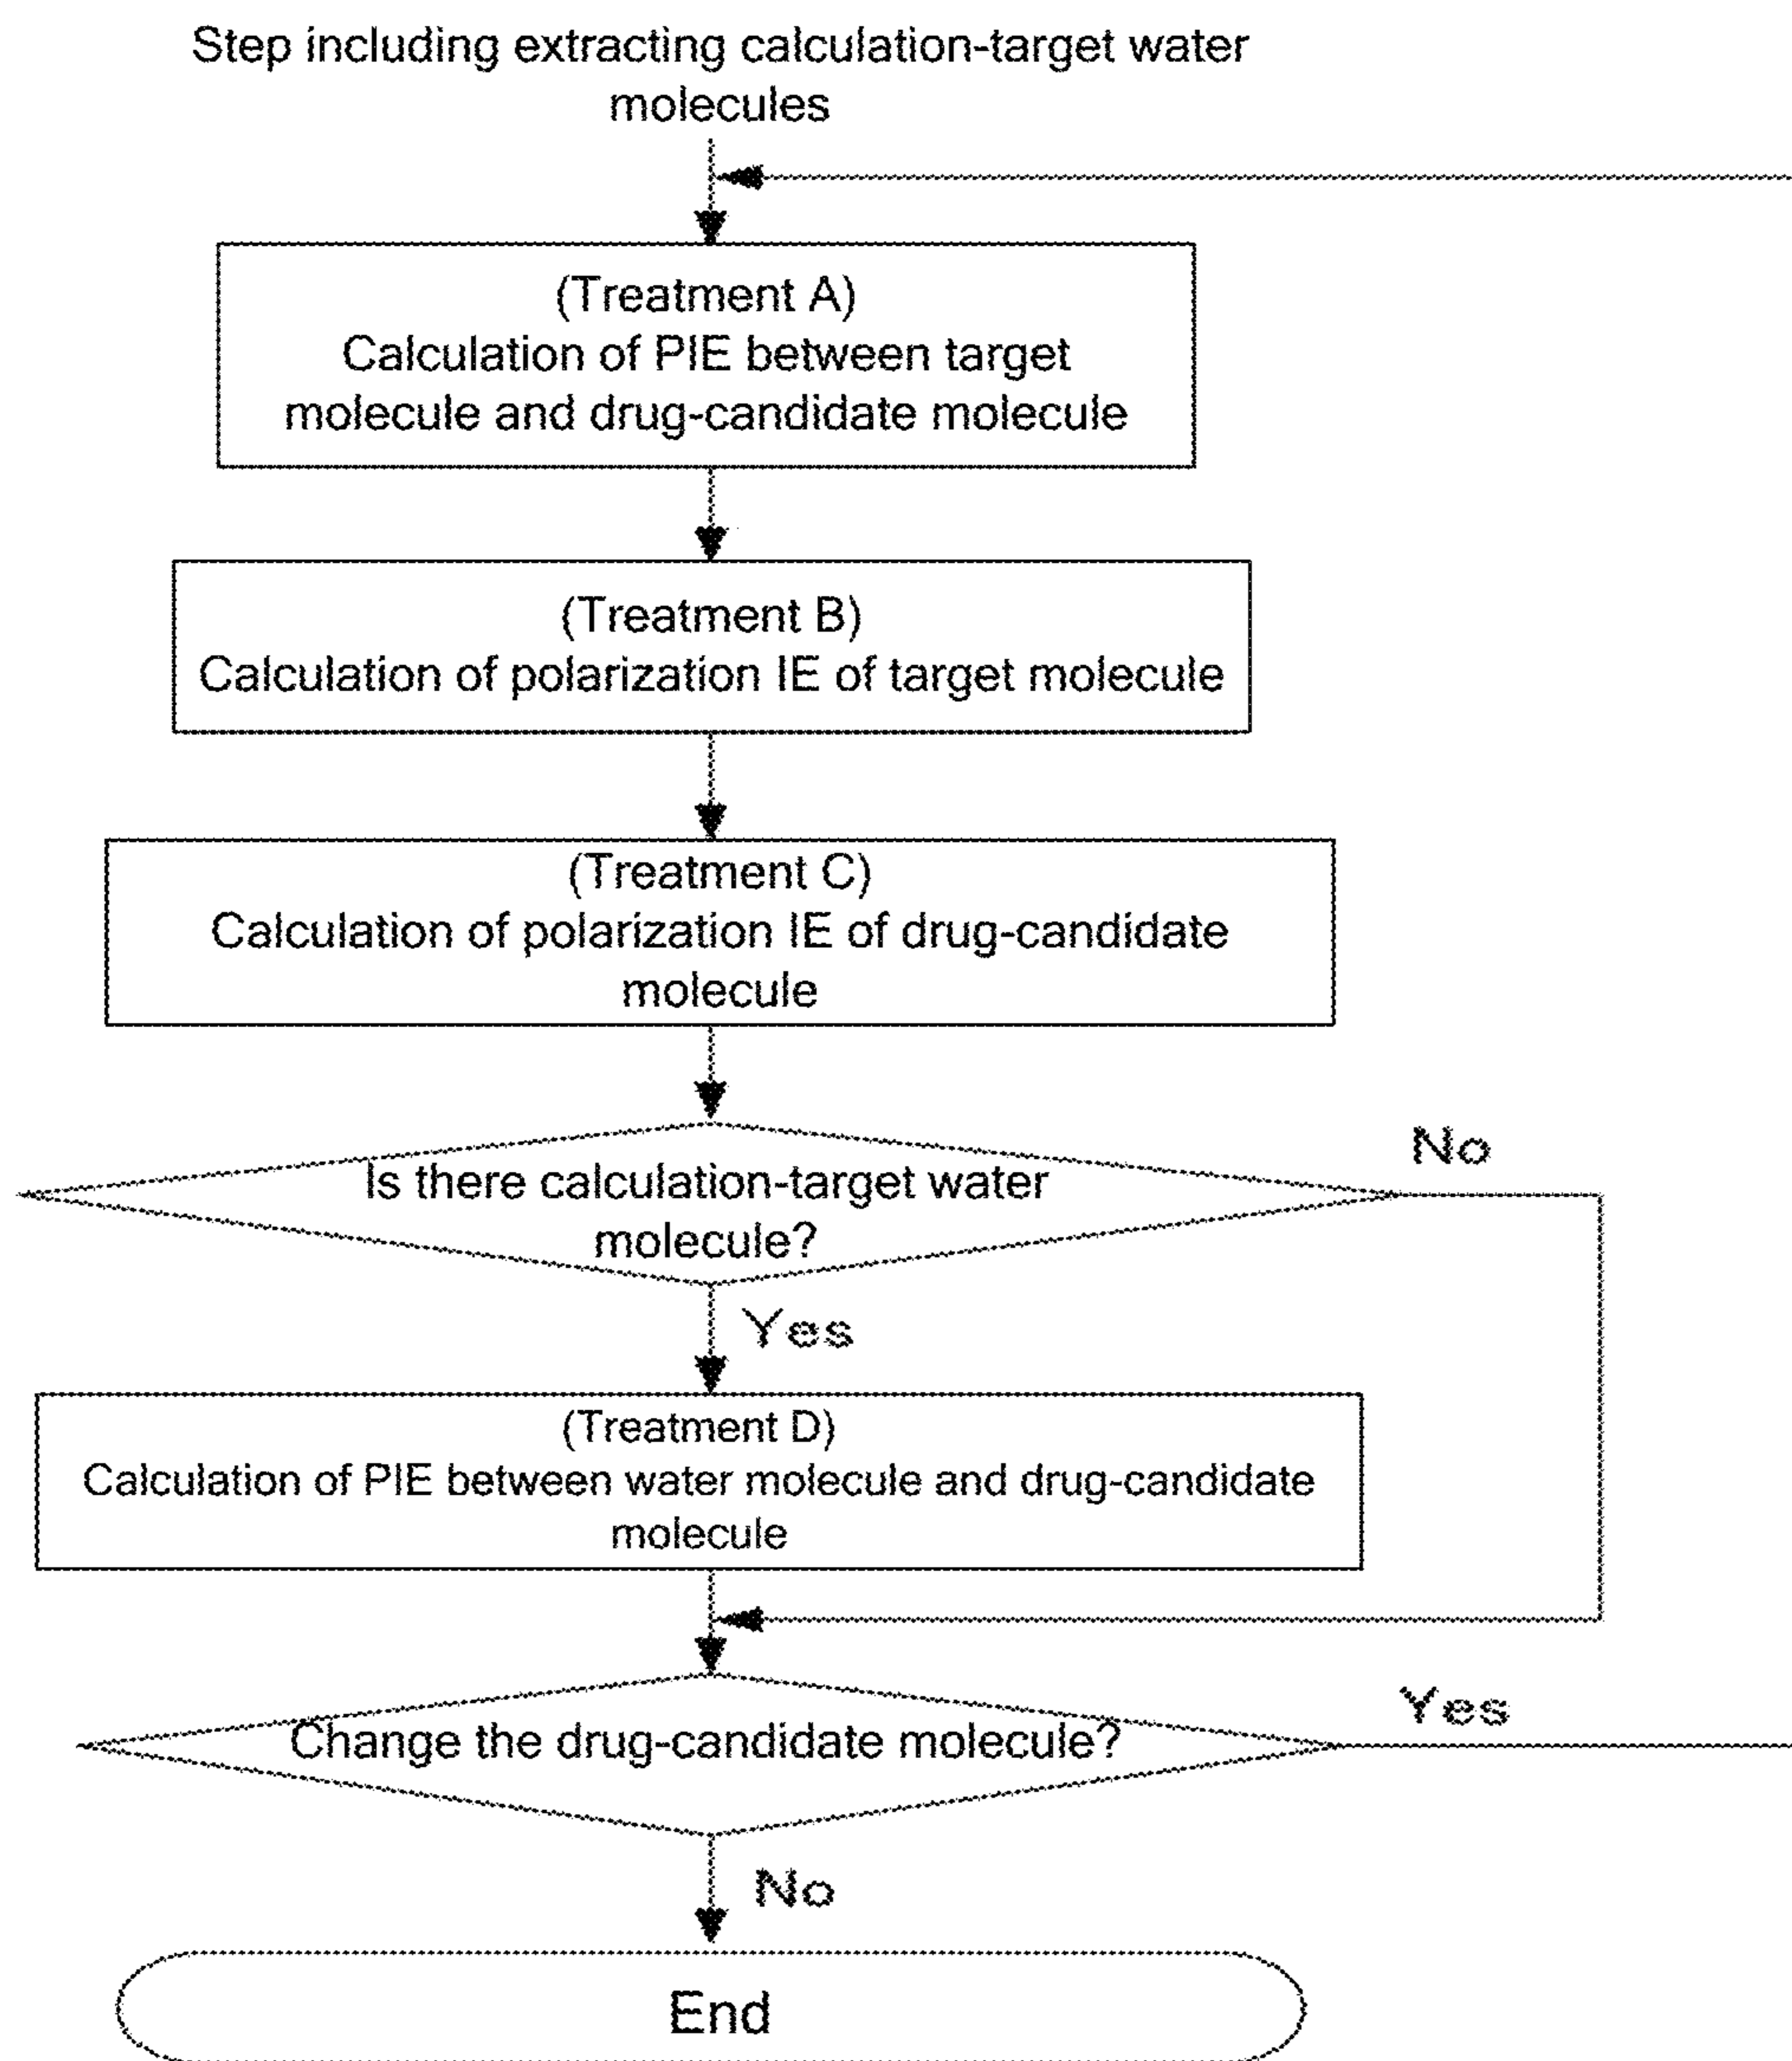 Step including extracting calculation-target water
molecules
(Treatment A)
Calculation of PIE between target
molecule and drug-candidate molecule
(Treatment B)
Calculation of polarization IE of target molecule
(Treatment C)
Calculation of polarization IE of drug-candidate
molecule
No
Is there calculation-target water
molecule?
Yes
(Treatment D)
Calculation of PIE between water molecule and drug-candidate
molecule
Yes
Change the drug-candidate molecule?
No
End